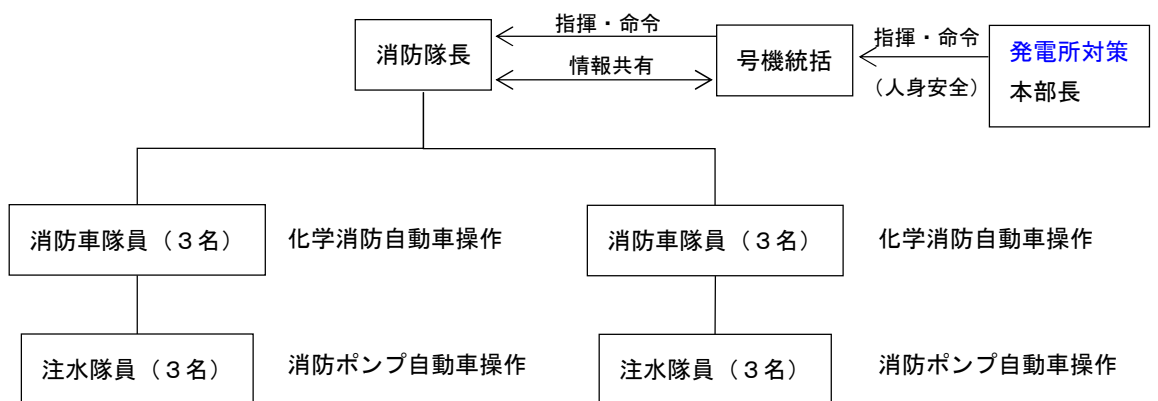 消防隊長
指揮・命令
情報共有
号機統括
指揮・命令
（人身安全）
発電所対策
本部長
消防車隊員（３名）
化学消防自動車操作
消防車隊員（３名）
化学消防自動車操作
注水隊員（３名）
消防ポンプ自動車操作
注水隊員（３名）
消防ポンプ自動車操作